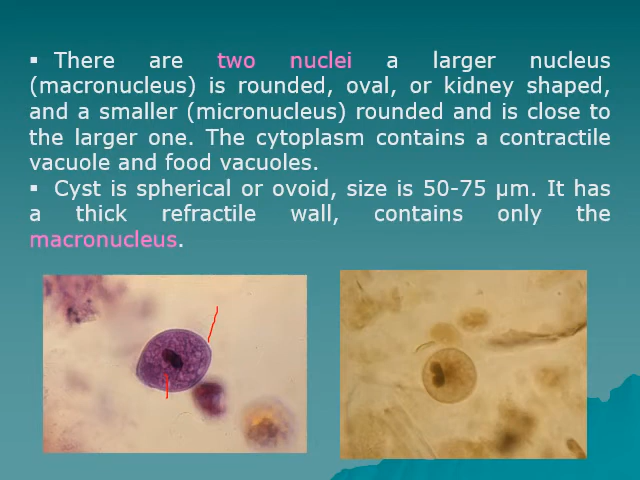 ▪ There are two nuclei a larger nucleus
(macronucleus) is rounded, oval, or kidney shaped,
and a smaller (micronucleus) rounded and is close to
the larger one. The cytoplasm contains a contractile
vacuole and food vacuoles.
▪ Cyst is spherical or ovoid, size is 50-75 µm. It has
a thick refractile wall, contains only the
macronucleus.